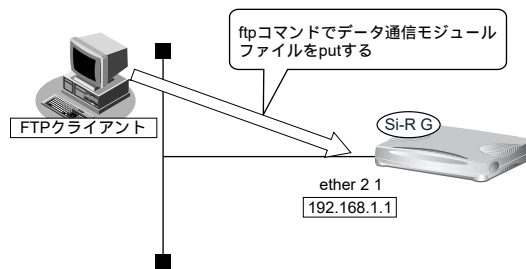 ftpコマンドでデータ通信モジュール
ファイルをputする
FTPクライアント
Si-R G
ether 2 1
192.168.1.1